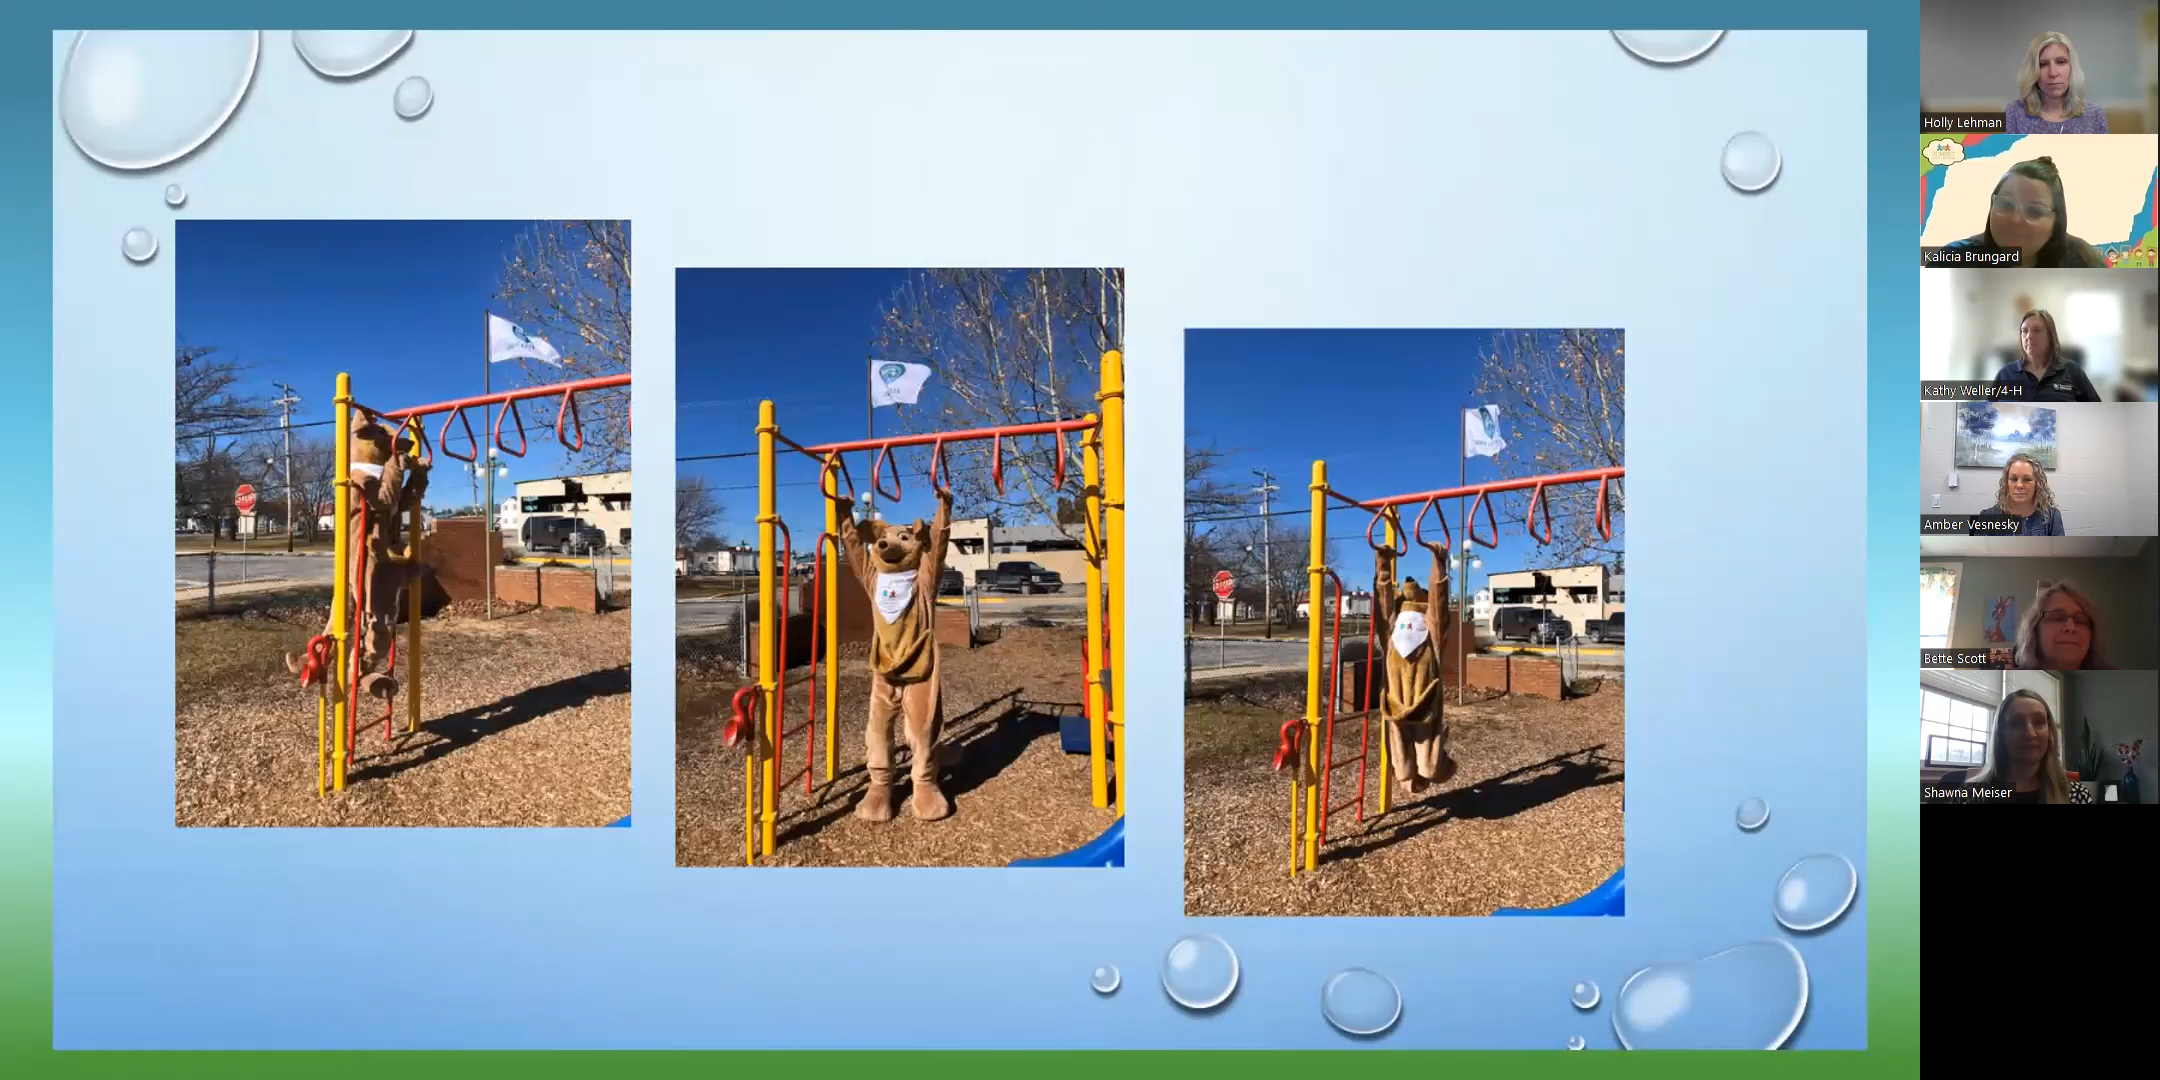 Holly Lehman
Kalicia Brungard
Kathy Weller/4-H
Amber Vesnesky
Bette Scott
Shawna Meiser